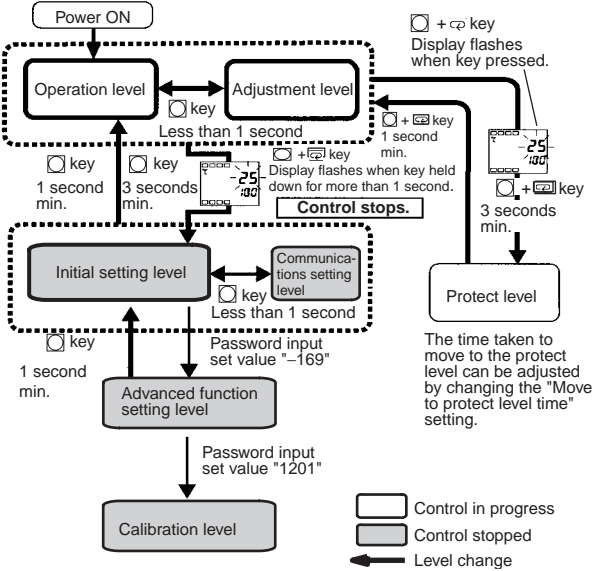 Power ON
+ key
Display flashes
when key pressed.
Operation level
Adjustment level
key
Less than 1 second
+ key
1 second
min.
key
1 second
min.
key
3 seconds
min.
25
100
+ key
Display flashes when key held
down for more than 1 second.
Control stops.
25
100
+ key
3 seconds
min.
Initial setting level
Communica-
tions setting
level
key
Less than 1 second
Protect level
key
1 second
min.
Password input
set value "–169"
The time taken to
move to the protect
level can be adjusted
by changing the "Move
to protect level time"
setting.
Advanced function
setting level
Password input
set value "1201"
Calibration level
Control in progress
Control stopped
Level change